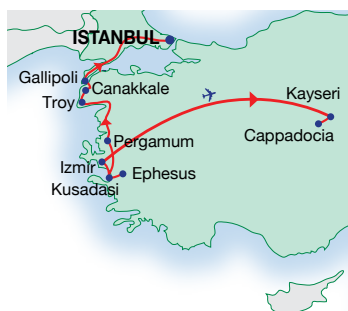 ISTANBUL
Gallipoli
Canakkale
Troy
Kayseri
Cappadocia
Pergamum
Izmir
Ephesus
Kusadasi